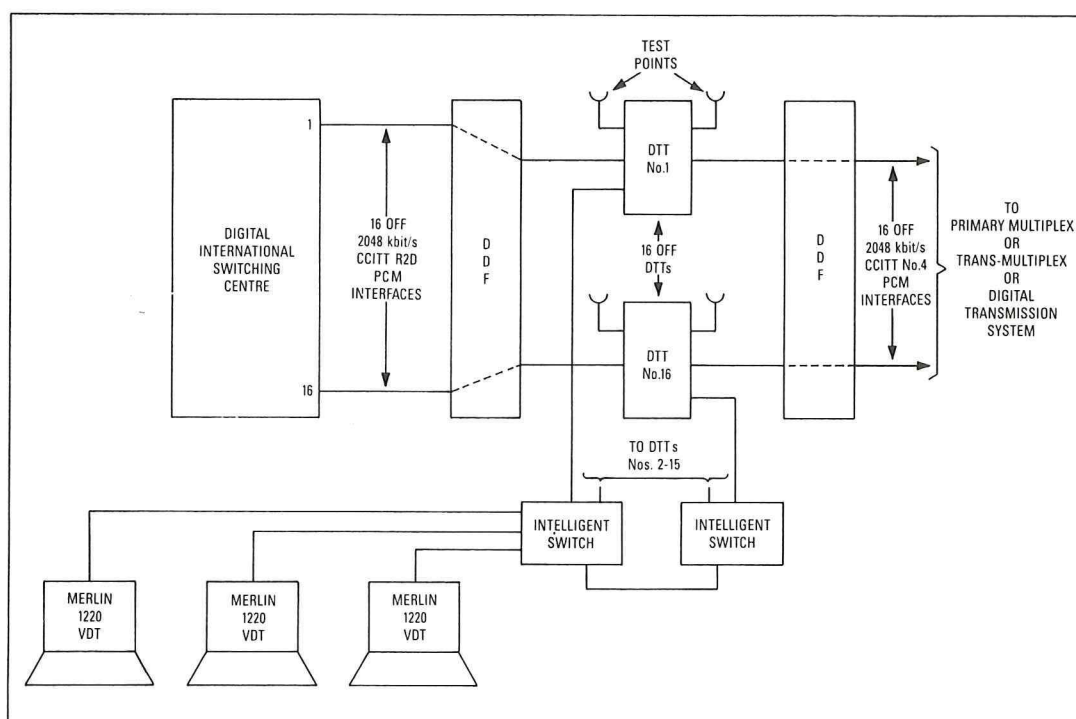 TEST
POINTS
1
DIGITAL
INTERNATIONAL
SWITCHING
CENTRE
16
16 OFF
2048 kbit/s
CCITT R2D
PCM
INTERFACES
D
D
F
DTT
No.1
16 OFF
DTTs
DTT
No.16
D
D
F
16 OFF
2048 kbit/s
CCITT No.4
PCM
INTERFACES
TO
PRIMARY MULTIPLEX
OR
TRANS-MULTIPLEX
OR
DIGITAL
TRANSMISSION
SYSTEM
TO DTTs
Nos. 2-15
INTELLIGENT
SWITCH
INTELLIGENT
SWITCH
MERLIN
1220
VDT
MERLIN
1220
VDT
MERLIN
1220
VDT